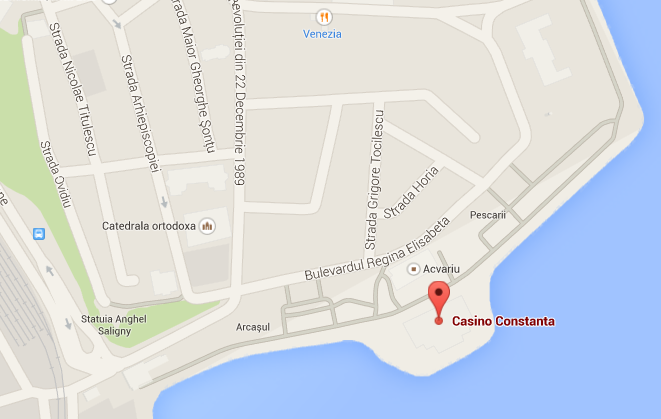 Venezia
Strada Nicolae Titulescu
Strada Arhiepiscopiei
Strada Maior Gheorghe Șonțu
Revoluției din 22 Decembrie 1989
Strada Ovidiu
Strada Grigore Tocilescu
Strada Horia
Pescarii
Catedrala ortodoxa
Bulevardul Regina Elisabeta
Acvariu
Statuia Anghel
Saligny
Arcașul
Casino Constanta